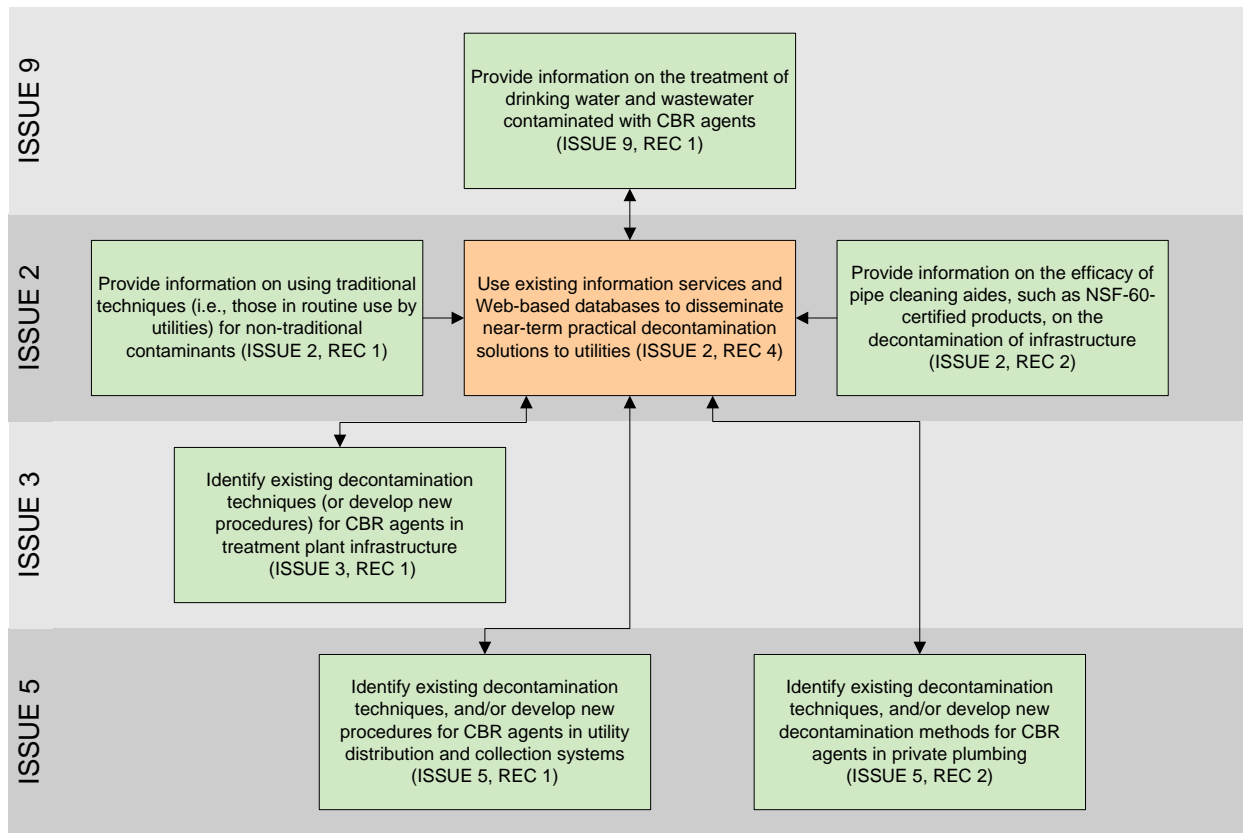 ISSUE 9
Provide information on the treatment of
drinking water and wastewater
contaminated with CBR agents
(ISSUE 9, REC 1)
ISSUE 2
Provide information on using traditional
techniques (i.e., those in routine use by
utilities) for non-traditional
contaminants (ISSUE 2, REC 1)
Use existing information services and
Web-based databases to disseminate
near-term practical decontamination
solutions to utilities (ISSUE 2, REC 4)
Provide information on the efficacy of
pipe cleaning aides, such as NSF-60-
certified products, on the
decontamination of infrastructure
(ISSUE 2, REC 2)
ISSUE 3
Identify existing decontamination
techniques (or develop new
procedures) for CBR agents in
treatment plant infrastructure
(ISSUE 3, REC 1)
ISSUE 5
Identify existing decontamination
techniques, and/or develop new
procedures for CBR agents in utility
distribution and collection systems
(ISSUE 5, REC 1)
Identify existing decontamination
techniques, and/or develop new
decontamination methods for CBR
agents in private plumbing
(ISSUE 5, REC 2)